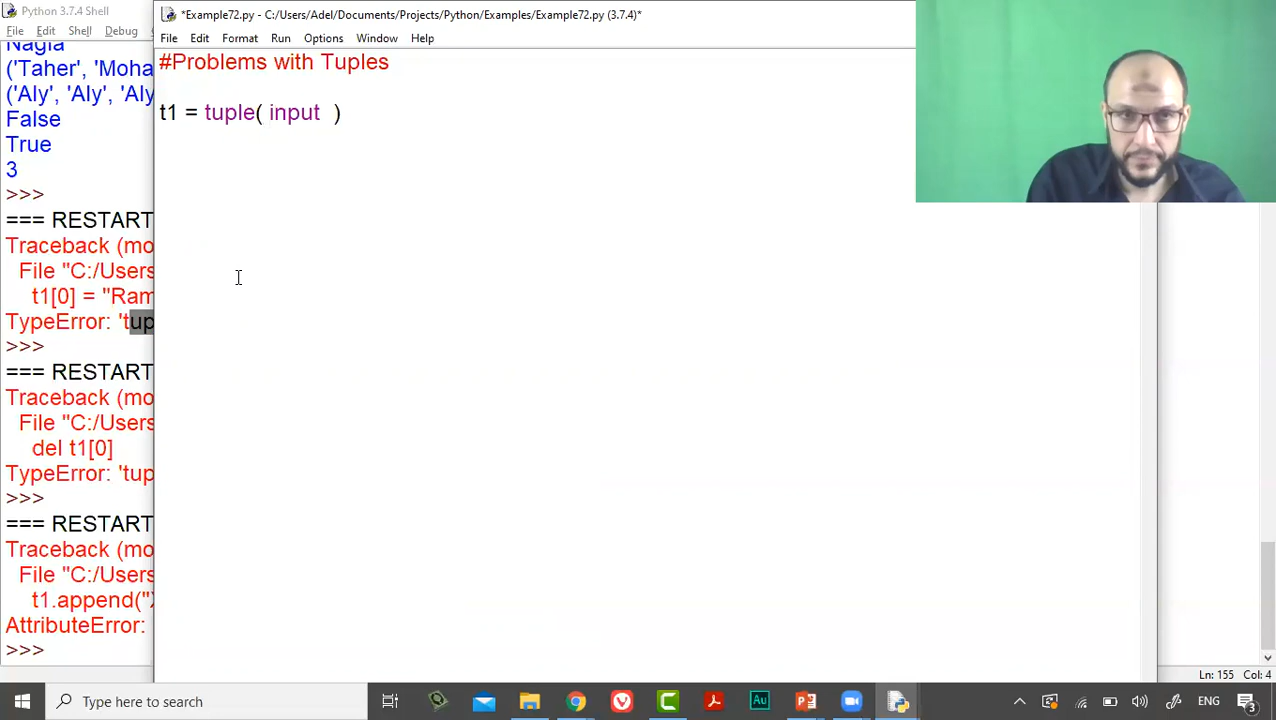 Python 3.7.4 Shell
File Edit Shell Debug
Nagla
('Taher', 'Moha
('Aly', 'Aly', 'Aly
False
True
3
>>>
=== RESTART
Traceback (mo
File "C:/Users
t1[0] = "Ram
TypeError: 'tup
>>>
=== RESTART
Traceback (mo
File "C:/Users
del t1[0]
TypeError: 'tup
>>>
=== RESTART
Traceback (mo
File "C:/Users
t1.append("X
AttributeError:
>>>
*Example72.py - C:/Users/Adel/Documents/Projects/Python/Examples/Example72.py (3.7.4)*
File Edit Format Run Options Window Help
#Problems with Tuples
t1 = tuple( input )
Ln: 155 Col: 4
Type here to search
ENG
3